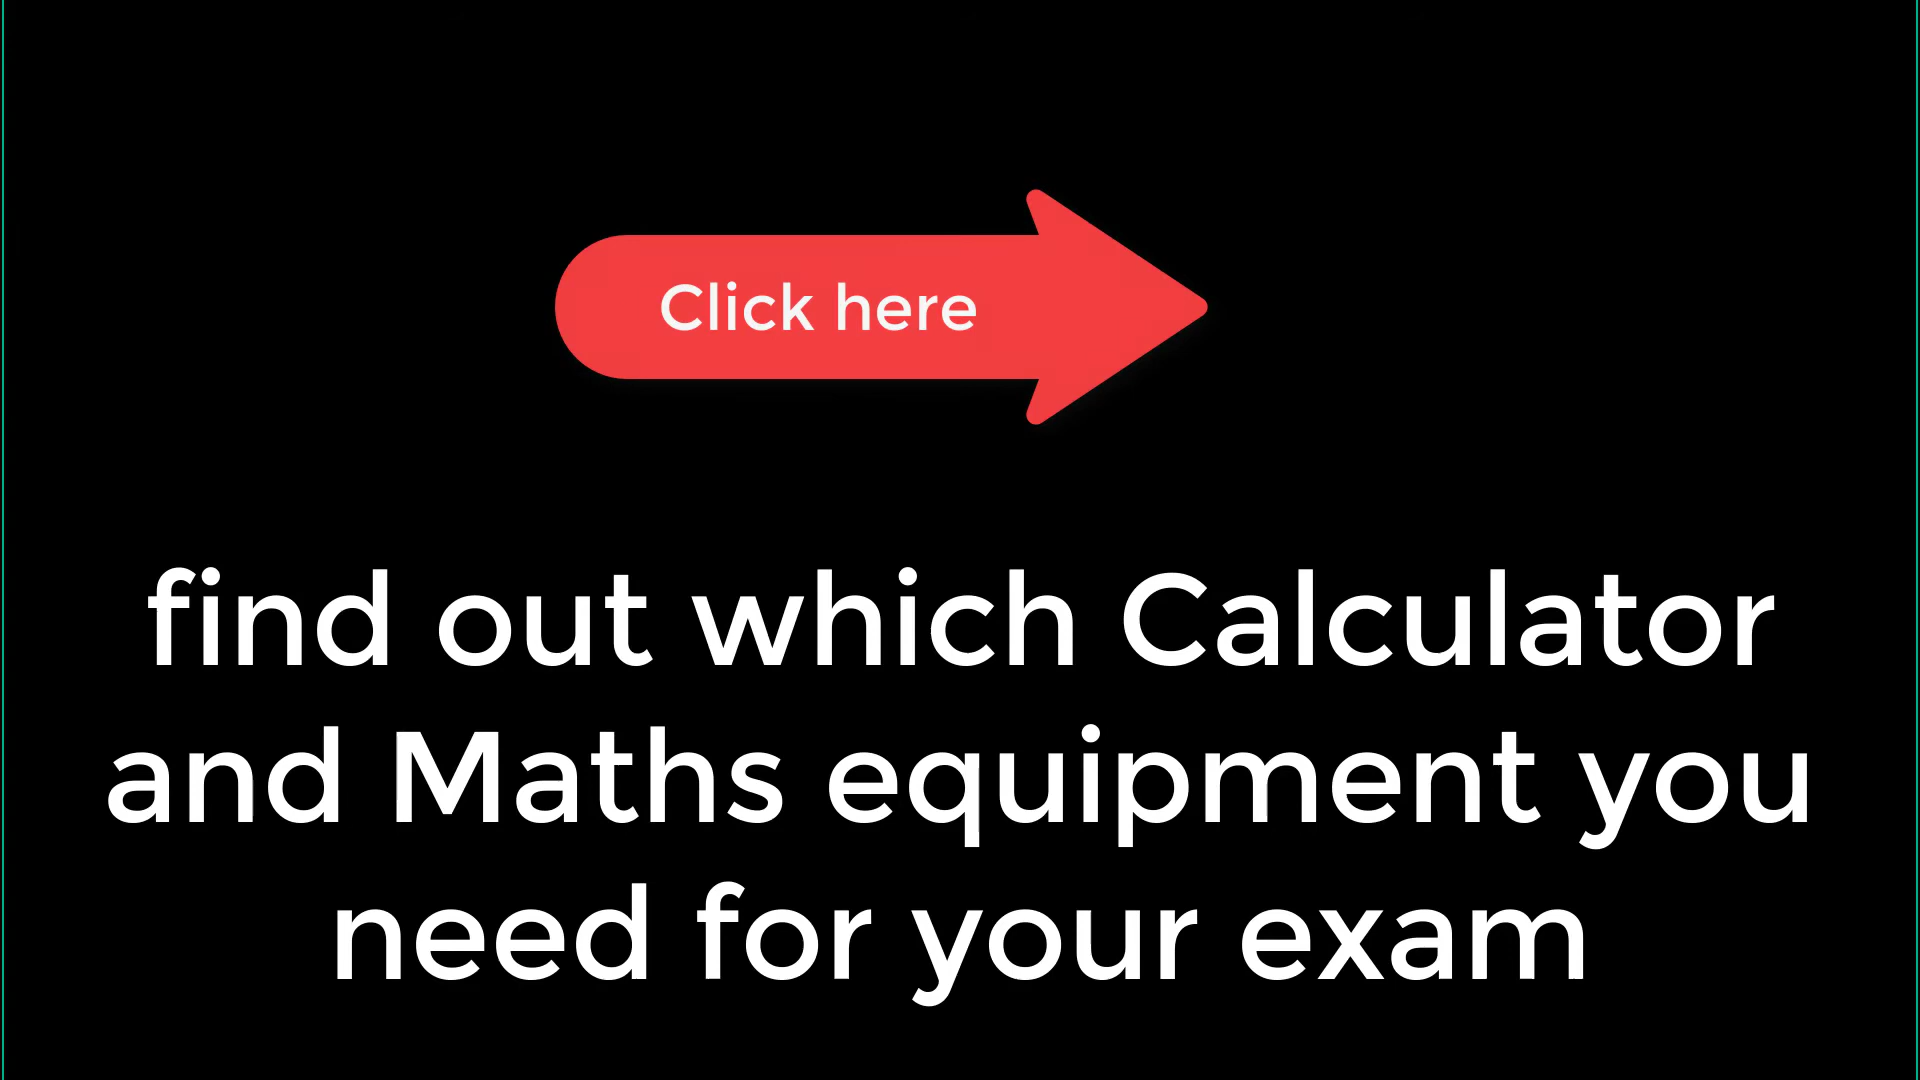 Click here
find out which Calculator
and Maths equipment you
need for your exam